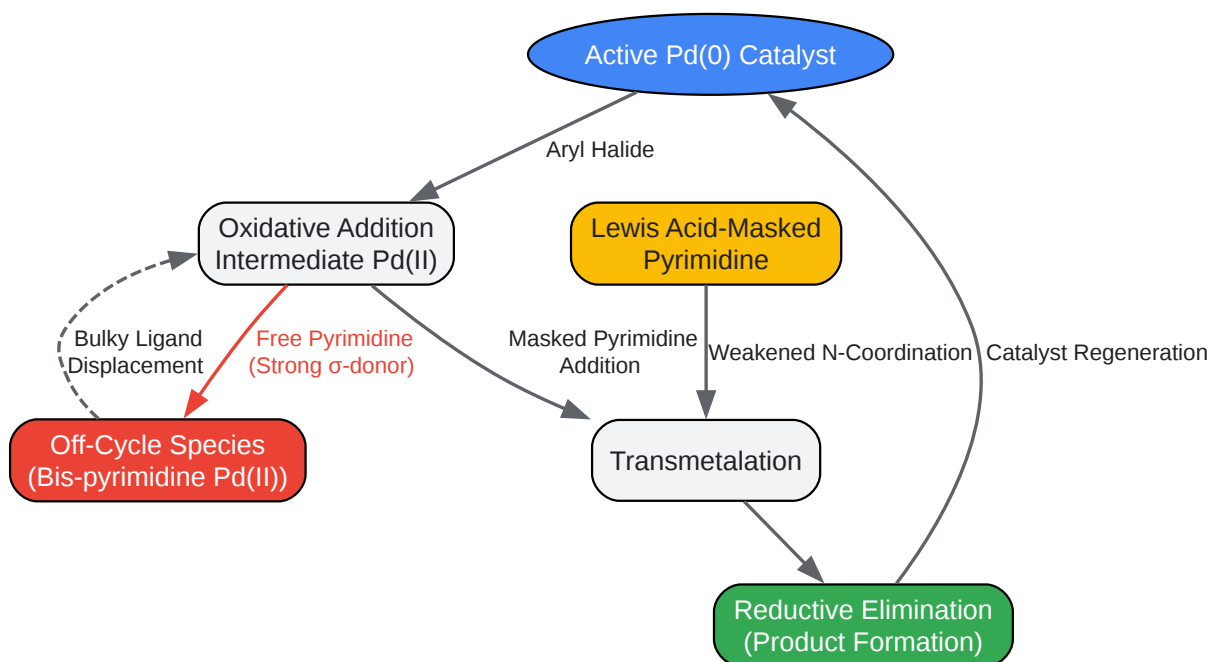 Active Pd(0) Catalyst
Aryl Halide
Oxidative Addition
Intermediate Pd(II)
Lewis Acid-Masked
Pyrimidine
Bulky Ligand
Displacement
Free Pyrimidine
(Strong σ-donor)
Masked Pyrimidine
Addition
Weakened N-Coordination
Catalyst Regeneration
Off-Cycle Species
(Bis-pyrimidine Pd(II))
Transmetalation
Reductive Elimination
(Product Formation)